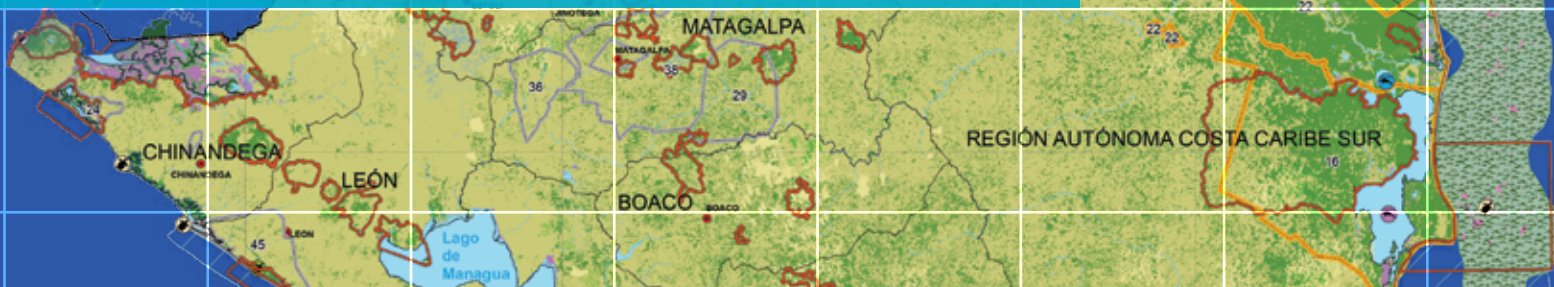 22
JINOTEGA
MATAGALPA
22
22
MATAGALPA
38
36
29
24
REGIÓN AUTÓNOMA COSTA CARIBE SUR
CHINANDEGA
16
CHINANDEGA
LEÓN
BOACO
BOACO
LEON
45
Lago
de
Managua